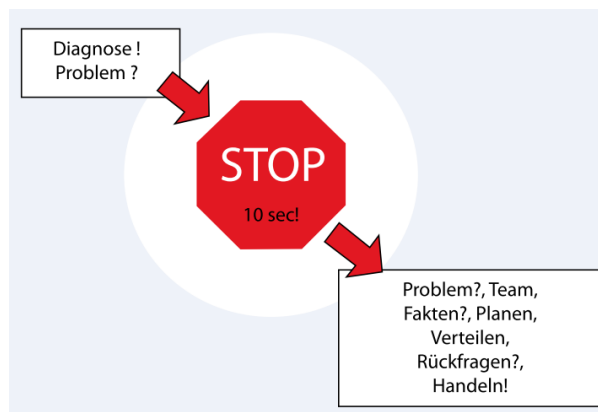 Diagnose !
Problem ?
STOP
10 sec!
Problem?, Team,
Fakten?, Planen,
Verteilen,
Rückfragen?,
Handeln!